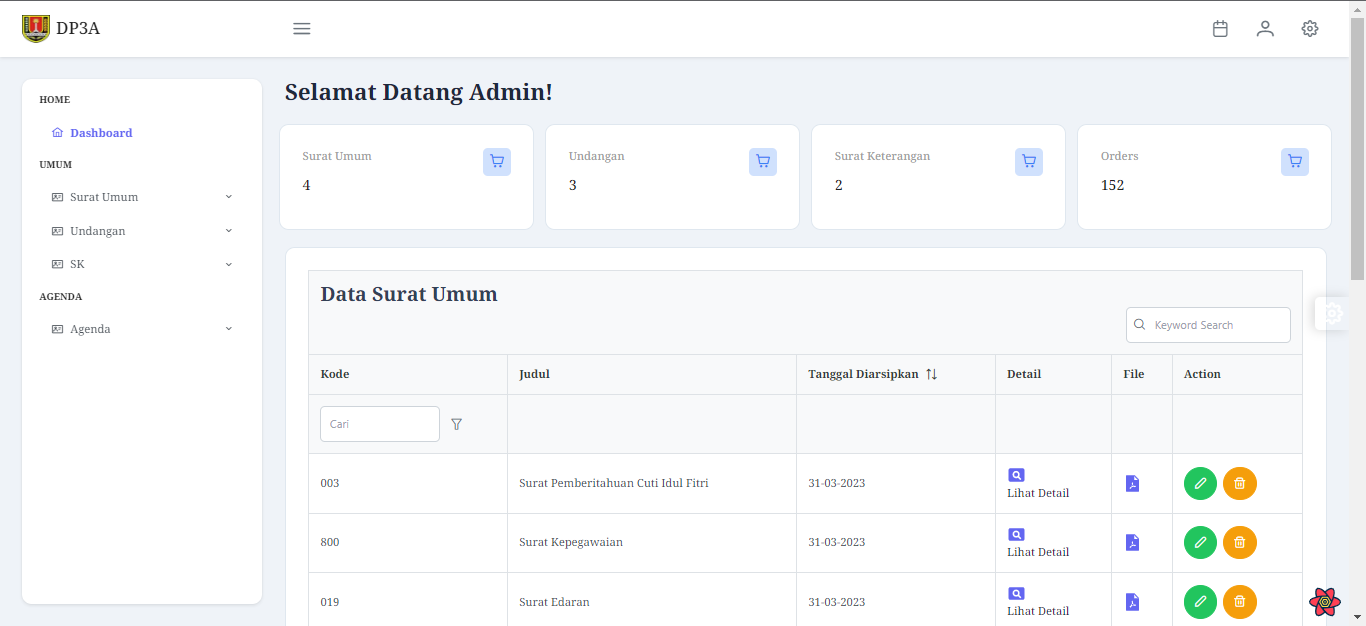 DP3A
HOME
Dashboard
UMUM
Surat Umum
Undangan
SK
AGENDA
Agenda
Selamat Datang Admin!
Surat Umum
4
Undangan
3
Surat Keterangan
2
Orders
152
Data Surat Umum
Keyword Search
Kode Judul Tanggal Diarsipkan Detail File Action
Cari
003 Surat Pemberitahuan Cuti Idul Fitri 31-03-2023 Lihat Detail
800 Surat Kepegawaian 31-03-2023 Lihat Detail
019 Surat Edaran 31-03-2023 Lihat Detail